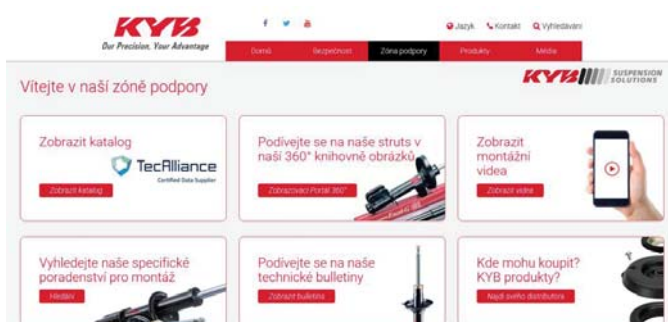 KYB
Our Precision, Your Advantage
Jazyk Kontakt Vyhledávání
Domů Bezpečnost Zóna podpory Produkty Média
Vítejte v naší zóně podpory
KYB SUSPENSION
SOLUTIONS
Zobrazit katalog
TecAlliance
Certified Data Supplier
Zobrazit katalog
Podívejte se na naše struts v
naší 360° knihovně obrázků
Zobrazovací Portál 360°
Zobrazit
montážní
videa
Zobrazit videa
Vyhledejte naše specifické
poradenství pro montáž
Hledání
Podívejte se na naše
technické bulletiny
Zobrazit bulletins
Kde mohu koupit?
KYB produkty?
Najdi svého distributora